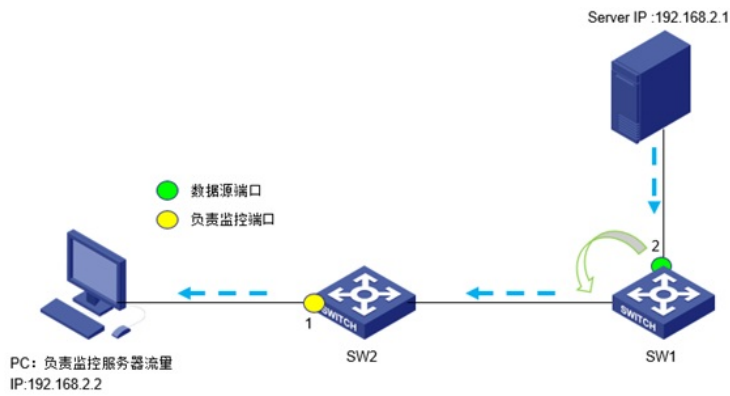 Server IP :192.168.2.1
数据源端口
负责监控端口
2
1
SWITCH
SWITCH
SW2
SW1
PC：负责监控服务器流量
IP:192.168.2.2